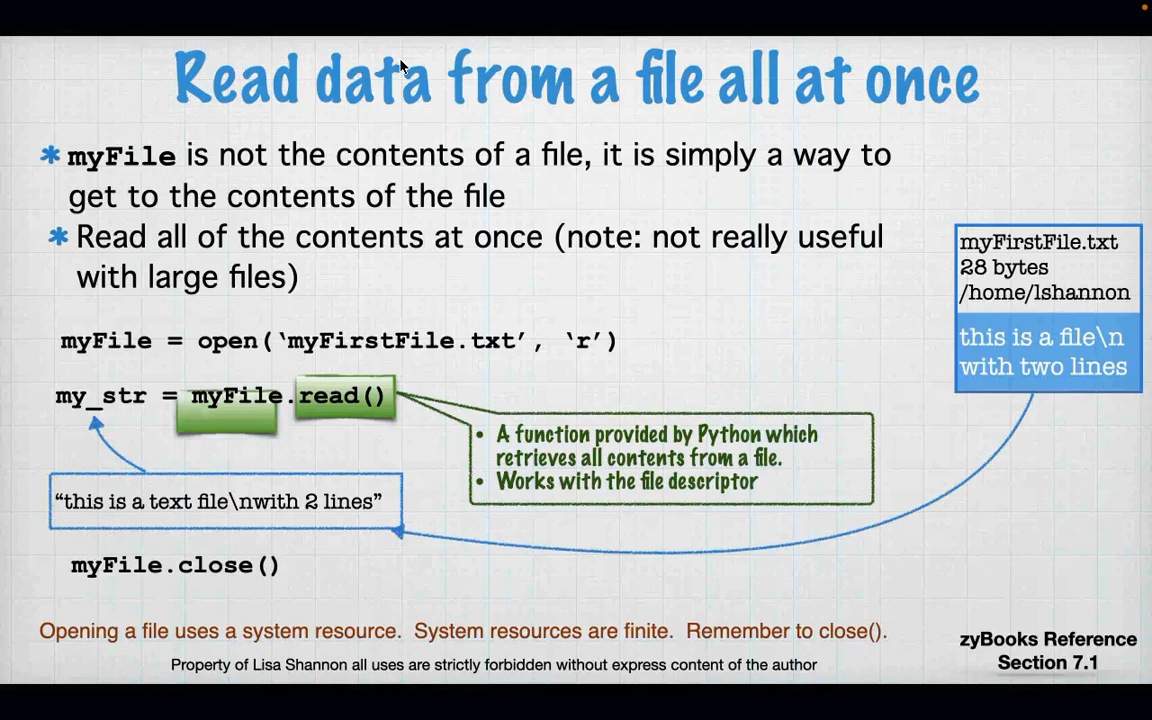 Read data from a file all at once
* myFile is not the contents of a file, it is simply a way to
get to the contents of the file
* Read all of the contents at once (note: not really useful
with large files)
myFirstFile.txt
28 bytes
/home/lshannon
this is a file\n
with two lines
myFile = open(‘myFirstFile.txt’, ‘r’)
my_str = myFile.read()
• A function provided by Python which
retrieves all contents from a file.
• Works with the file descriptor
“this is a text file\nwith 2 lines”
myFile.close()
Opening a file uses a system resource. System resources are finite. Remember to close().
zyBooks Reference
Section 7.1
Property of Lisa Shannon all uses are strictly forbidden without express content of the author